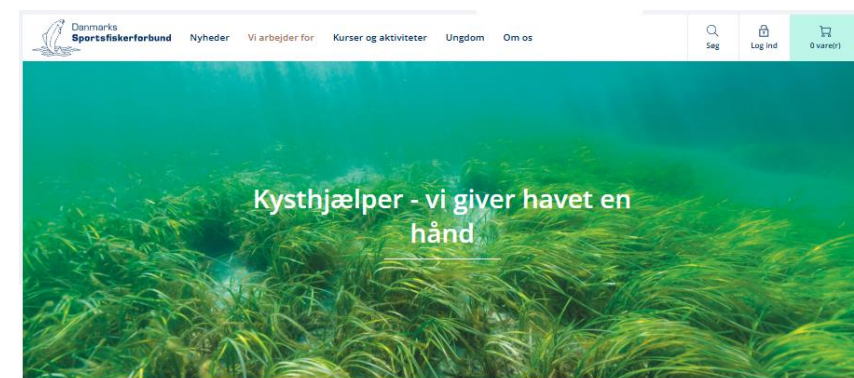 Danmarks
Sportsfiskerforbund
Nyheder
Vi arbejder for
Kurser og aktiviteter
Ungdom
Om os
Søg
Log ind
0 vare(r)
Kysthjælper - vi giver havet en
hånd